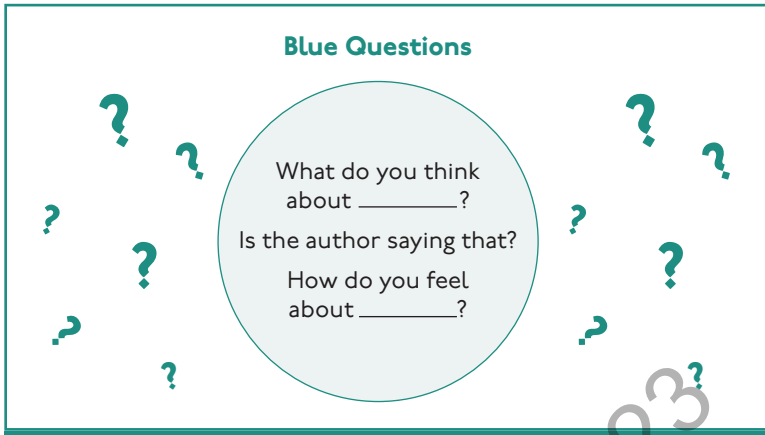 Blue Questions
What do you think
about ________?
Is the author saying that?
How do you feel
about ________?